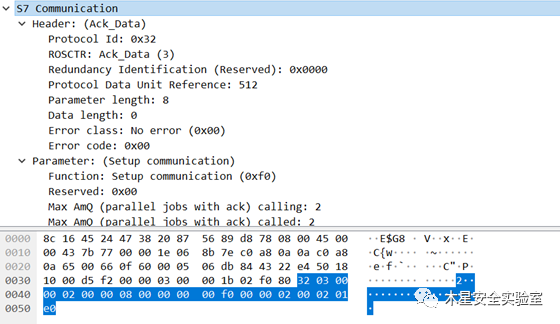 S7 Communication
Header: (Ack_Data)
Protocol Id: 0x32
ROSCTR: Ack_Data (3)
Redundancy Identification (Reserved): 0x0000
Protocol Data Unit Reference: 512
Parameter length: 8
Data length: 0
Error class: No error (0x00)
Error code: 0x00
Parameter: (Setup communication)
Function: Setup communication (0xf0)
Reserved: 0x00
Max AmQ (parallel jobs with ack) calling: 2
Max AmQ (parallel jobs with ack) called: 2
0000 8c 16 45 24 47 38 20 87 56 89 d8 78 08 00 45 00 ··E$G8 · V··x··E·
0010 00 43 7b 77 00 00 1e 06 8b 7e c0 a8 0a 0a c0 a8 ·C{w·····~······
0020 0a 65 00 66 0f 60 00 05 06 db 84 43 22 e4 50 18 ·e·f·`·····C"·P·
0030 10 00 d5 f2 00 00 03 00 00 1b 02 f0 80 32 03 00 ·············2··
0040 00 02 00 00 08 00 00 00 00 f0 00 00 02 00 02 01
0050 e0
木星安全实验室